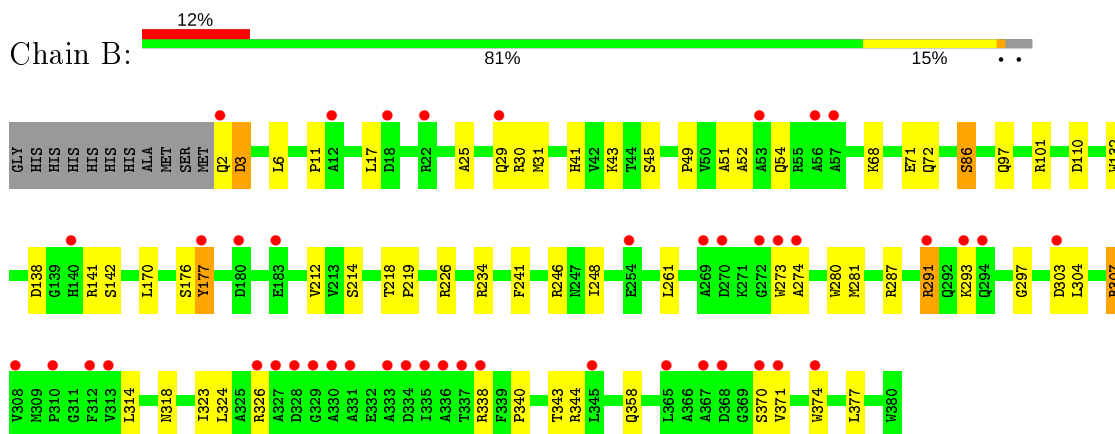 12%
Chain B:
81% 15% • •
GLY HIS HIS HIS HIS HIS HIS ALA MET SER MET Q2 D3 L6 P11 A12 L17 D18 R22 A25 Q29 R30 M31 H41 V42 K43 T44 S45 P49 V50 A51 A52 A53 Q54 R55 A56 A57 K68 E71 Q72 S86 Q97 R101 D110 W132
D138 G139 H140 R141 S142 L170 S176 Y177 D180 E183 V212 V213 S214 T218 P219 R226 R234 F241 R246 N247 I248 E254 L261 A269 D270 K271 G272 W273 A274 W280 M281 R287 R291 Q292 K293 Q294 G297 D303 L304 R307
V308 M309 P310 G311 F312 V313 L314 N318 I323 L324 A325 R326 A327 D328 G329 A330 A331 E332 A333 D334 I335 A336 T337 R338 F339 P340 T343 R344 L345 Q358 L365 A366 A367 D368 G369 S370 V371 W374 L377 W380